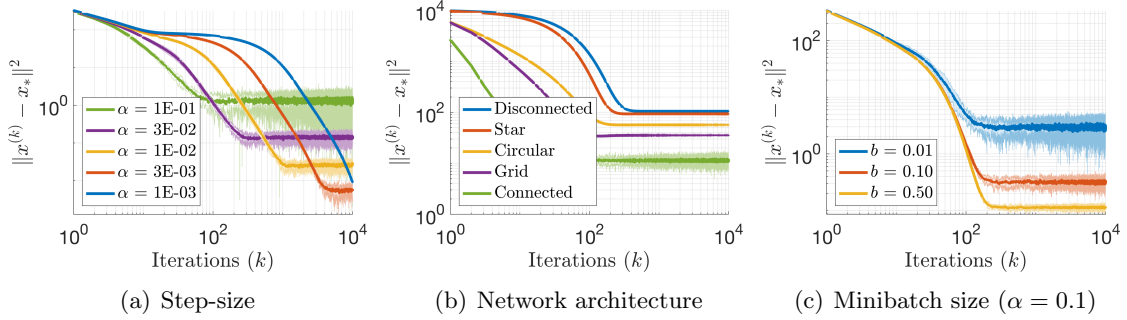 ‖x^(k) − x_*‖^2
10^0
α = 1E-01
α = 3E-02
α = 1E-02
α = 3E-03
α = 1E-03
10^0 10^2 10^4
Iterations (k)
(a) Step-size
‖x^(k) − x_*‖^2
10^4
10^2
10^0
Disconnected
Star
Circular
Grid
Connected
10^0 10^2 10^4
Iterations (k)
(b) Network architecture
‖x^(k) − x_*‖^2
10^2
10^0
b = 0.01
b = 0.10
b = 0.50
10^0 10^2 10^4
Iterations (k)
(c) Minibatch size (α = 0.1)